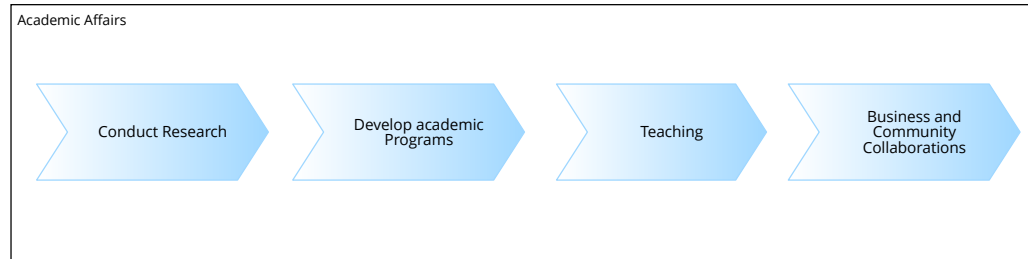 Academic Affairs
Conduct Research
Develop academic
Programs
Teaching
Business and
Community
Collaborations